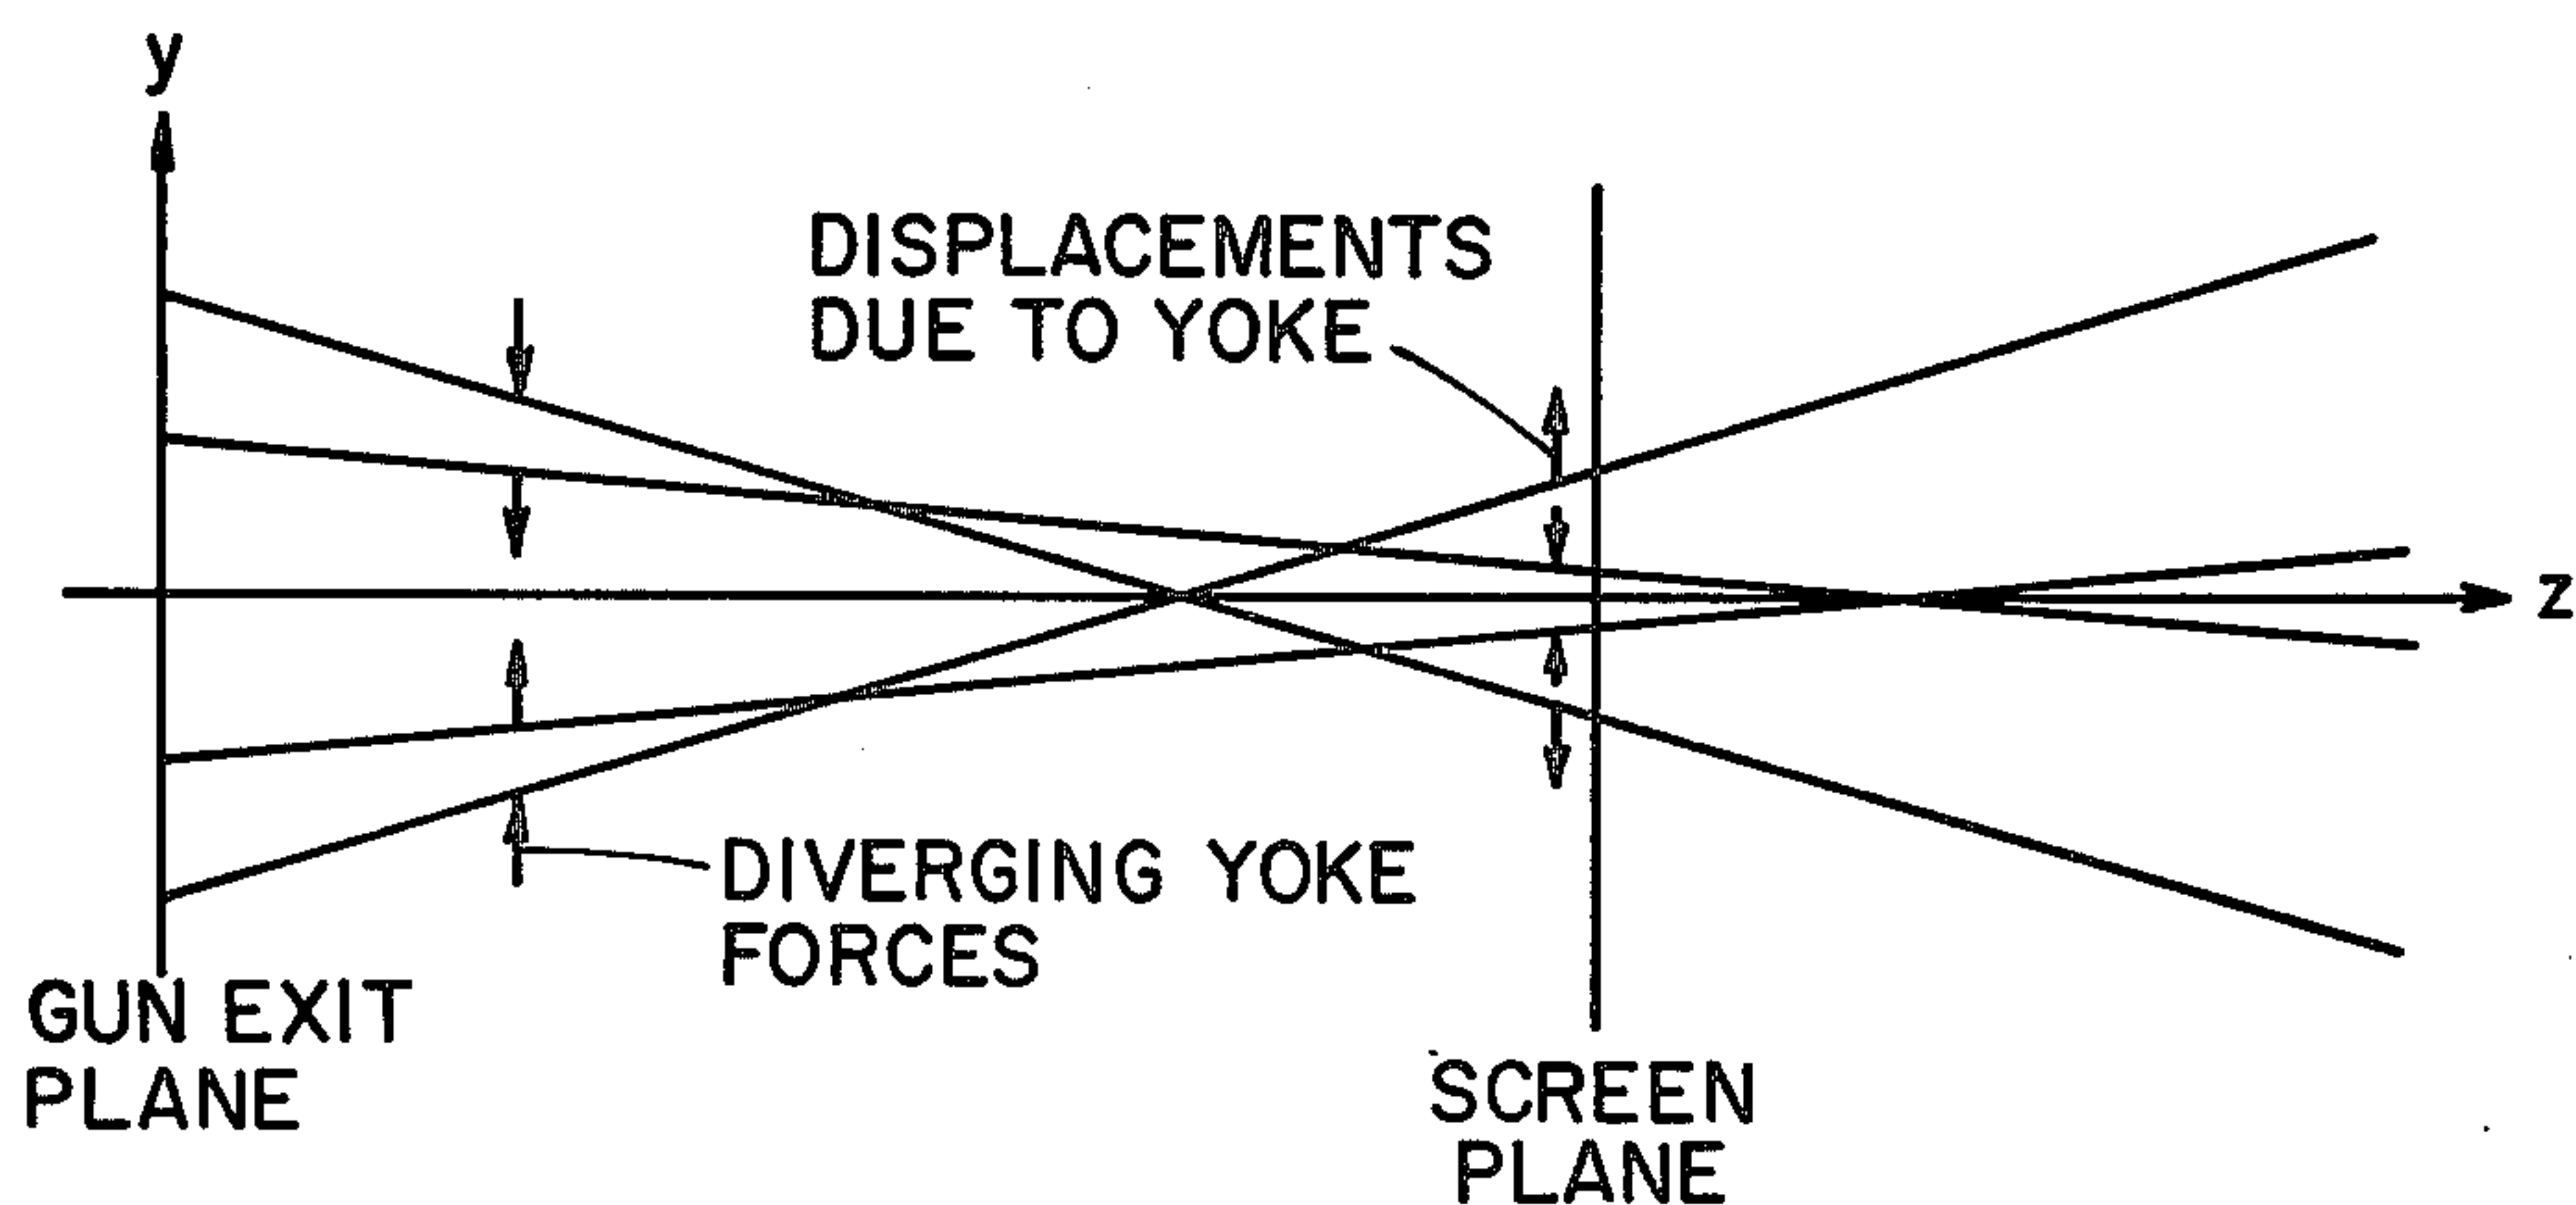 y
DISPLACEMENTS
DUE TO YOKE
z
DIVERGING YOKE
FORCES
GUN EXIT
PLANE
SCREEN
PLANE